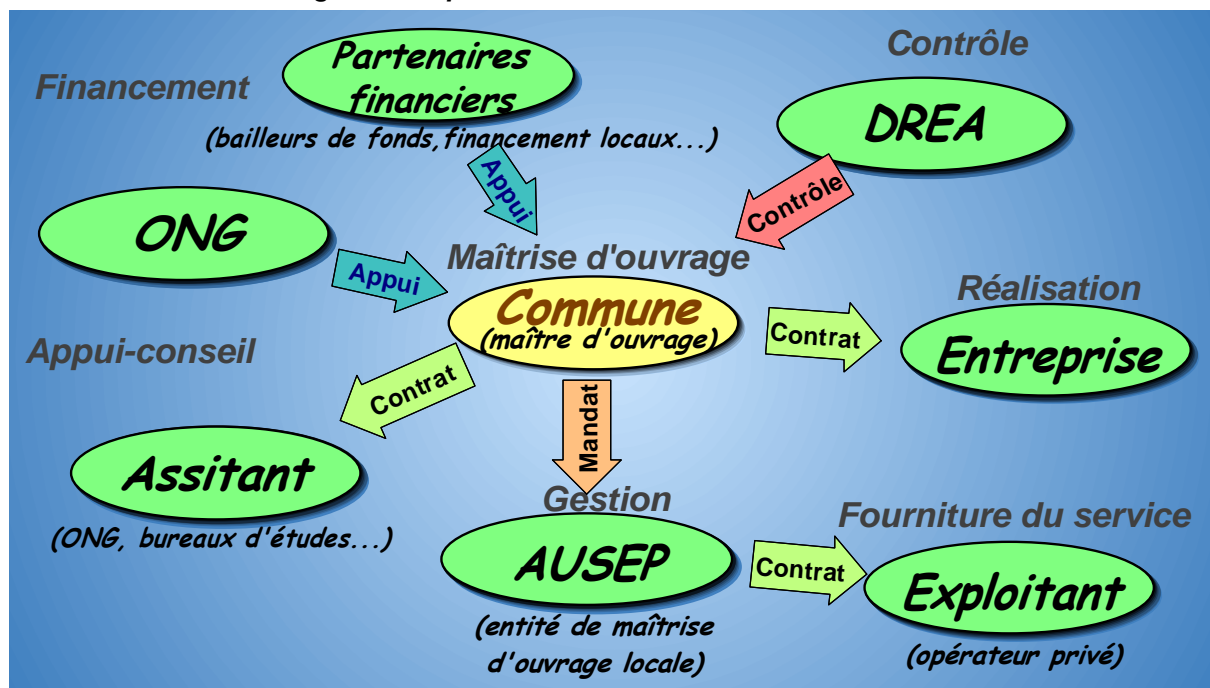 Partenaires
financiers
(bailleurs de fonds,financement locaux...)
Financement
Contrôle
DREA
Appui
Contrôle
ONG
Appui
Maîtrise d'ouvrage
Commune
(maître d'ouvrage)
Contrat
Réalisation
Entreprise
Appui-conseil
Contrat
Mandat
Assitant
(ONG, bureaux d'études...)
Gestion
AUSEP
(entité de maîtrise
d'ouvrage locale)
Contrat
Fourniture du service
Exploitant
(opérateur privé)